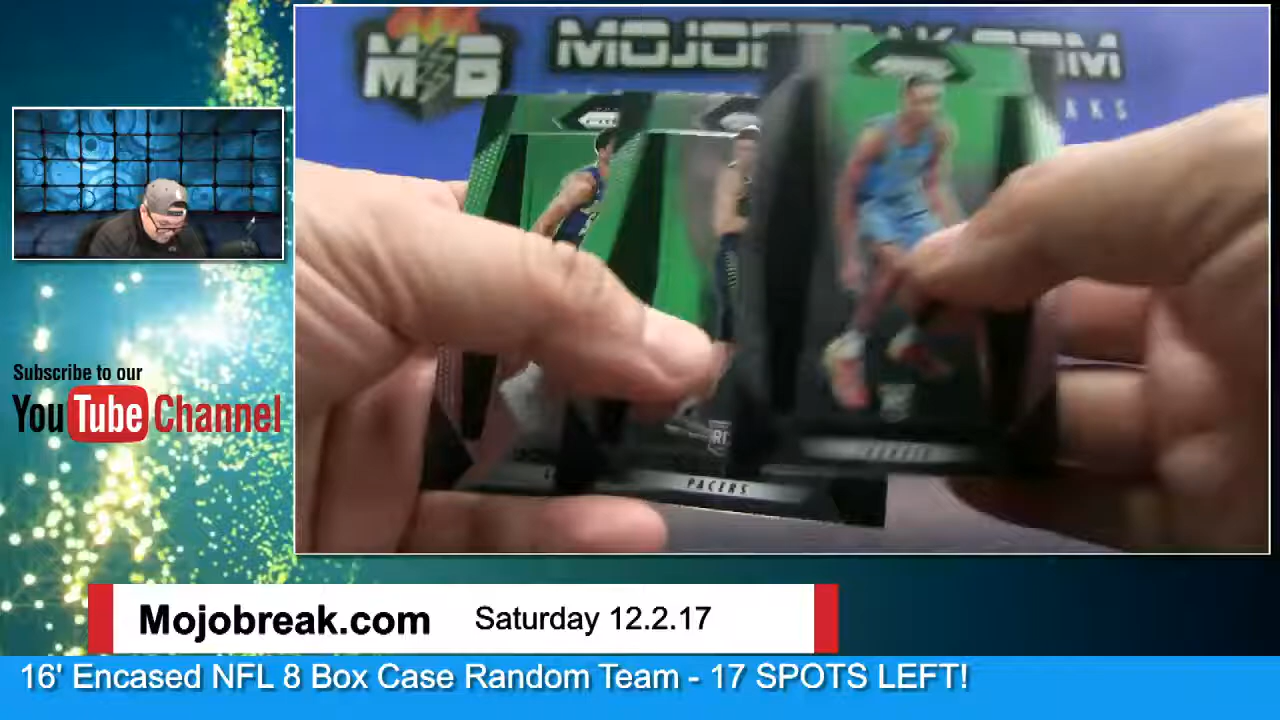 MB
Subscribe to our
YouTube Channel
PACERS
Mojobreak.com
Saturday 12.2.17
16' Encased NFL 8 Box Case Random Team - 17 SPOTS LEFT!